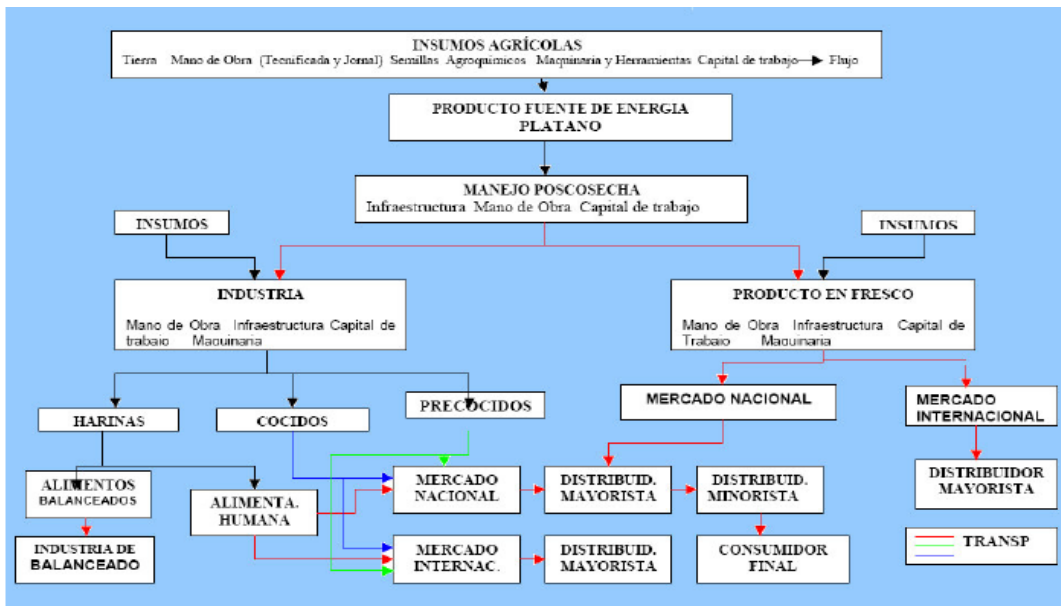 INSUMOS AGRÍCOLAS
Tierra Mano de Obra (Tecnificada y Jornal) Semillas Agroquimicos Maquinaria y Herramientas Capital de trabajo Flujo
PRODUCTO FUENTE DE ENERGIA
PLATANO
MANEJO POSCOSECHA
Infraestructura Mano de Obra Capital de trabajo
INSUMOS
INSUMOS
INDUSTRIA
Mano de Obra Infraestructura Capital de
trabajo Maquinaria
PRODUCTO EN FRESCO
Mano de Obra Infraestructura Capital de
Trabajo Maquinaria
HARINAS
COCIDOS
PRECOCIDOS
MERCADO NACIONAL
MERCADO
INTERNACIONAL
ALIMENTOS
BALANCEADOS
ALIMENTA.
HUMANA
MERCADO
NACIONAL
DISTRIBUID.
MAYORISTA
DISTRIBUID.
MINORISTA
DISTRIBUIDOR
MAYORISTA
INDUSTRIA DE
BALANCEADO
MERCADO
INTERNAC.
DISTRIBUID.
MAYORISTA
CONSUMIDOR
FINAL
TRANSP